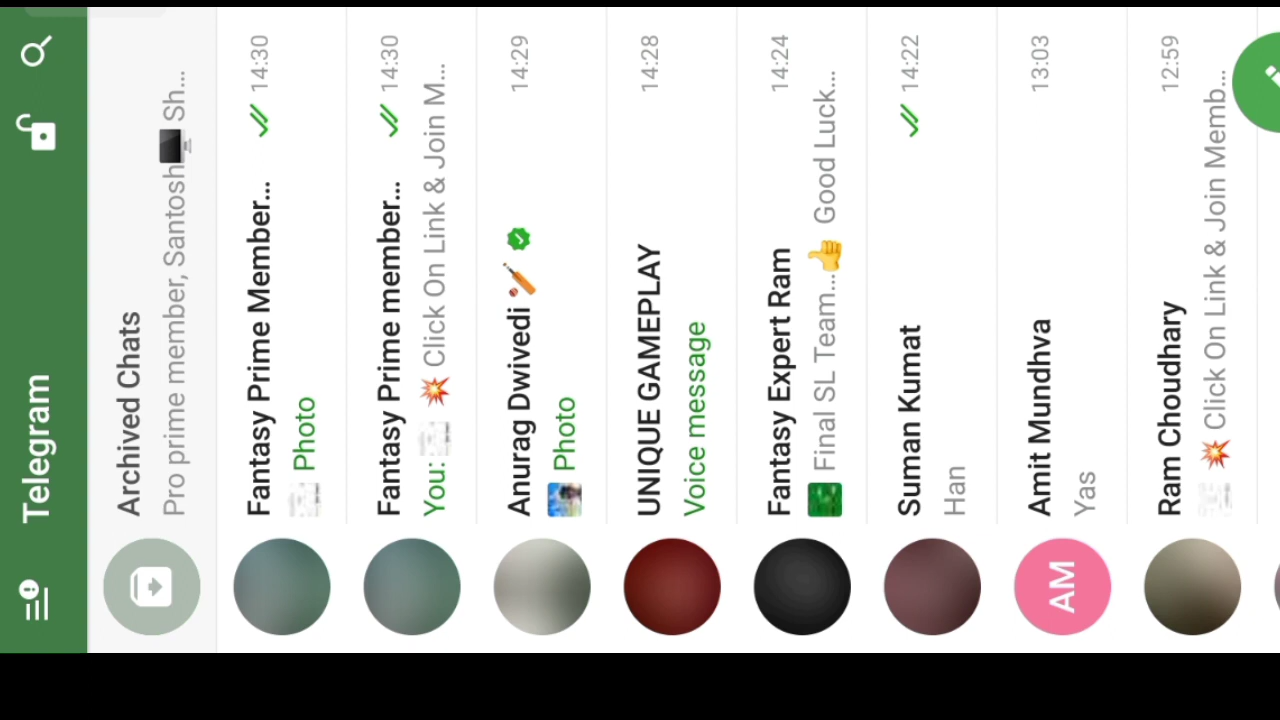 Telegram
Archived Chats
Pro prime member, Santosh🖥️ Sh...
Fantasy Prime Member... 14:30
Photo
Fantasy Prime member... 14:30
You: 💥 Click On Link & Join M...
Anurag Dwivedi 🏏 14:29
Photo
UNIQUE GAMEPLAY 14:28
Voice message
Fantasy Expert Ram 14:24
Final SL Team...👍 Good Luck...
Suman Kumat 14:22
Han
Amit Mundhva 13:03
Yas
AM
Ram Choudhary 12:59
💥 Click On Link & Join Memb...